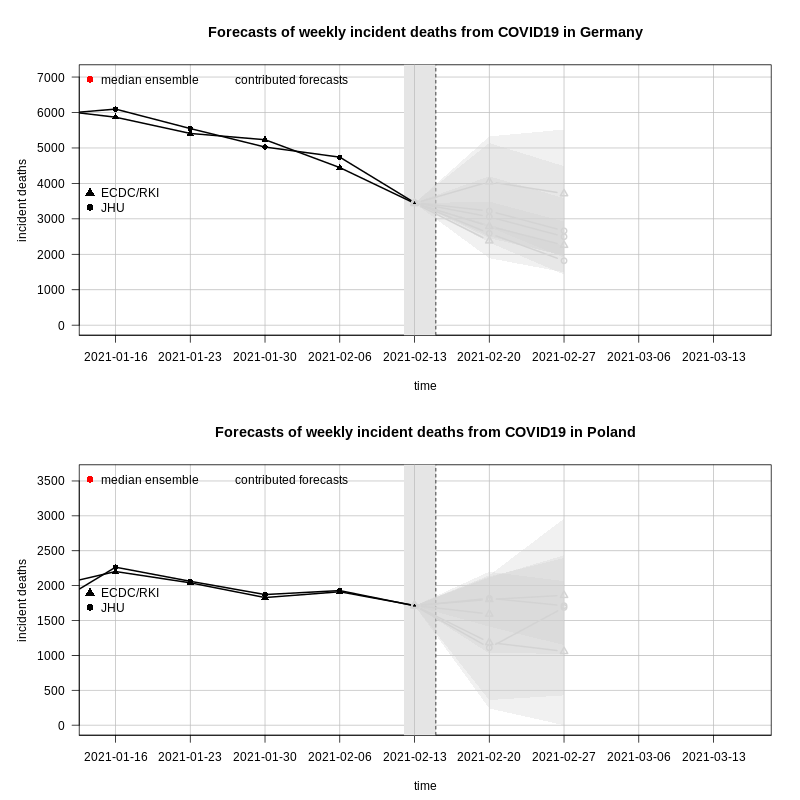 Forecasts of weekly incident deaths from COVID19 in Germany
7000
median ensemble contributed forecasts
6000
5000
4000
ECDC/RKI
JHU
3000
2000
1000
0
incident deaths
2021-01-16 2021-01-23 2021-01-30 2021-02-06 2021-02-13 2021-02-20 2021-02-27 2021-03-06 2021-03-13
time
Forecasts of weekly incident deaths from COVID19 in Poland
3500
median ensemble contributed forecasts
3000
2500
2000
ECDC/RKI
JHU
1500
1000
500
0
incident deaths
2021-01-16 2021-01-23 2021-01-30 2021-02-06 2021-02-13 2021-02-20 2021-02-27 2021-03-06 2021-03-13
time